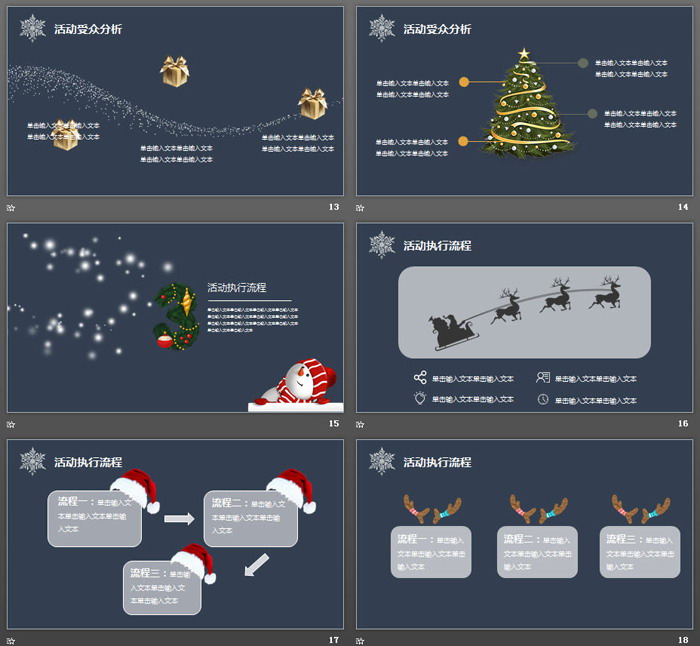 活动受众分析
单击输入文本单击输入文本
单击输入文本单击输入文本
单击输入文本单击输入文本
单击输入文本单击输入文本
单击输入文本单击输入文本
单击输入文本单击输入文本
13
活动受众分析
单击输入文本单击输入文本
单击输入文本单击输入文本
单击输入文本单击输入文本
单击输入文本单击输入文本
单击输入文本单击输入文本
单击输入文本单击输入文本
单击输入文本单击输入文本
单击输入文本单击输入文本
14
3
活动执行流程
单击输入文本单击输入文本单击输入文本单击输入文本
单击输入文本单击输入文本单击输入文本单击输入文本
单击输入文本单击输入文本单击输入文本单击输入文本
单击输入文本单击输入文本
15
活动执行流程
单击输入文本单击输入文本
单击输入文本单击输入文本
单击输入文本单击输入文本
单击输入文本单击输入文本
16
活动执行流程
流程一：单击输入文
本单击输入文本单击输
入文本
流程二：单击输入文
本单击输入文本单击输
入文本
流程三：单击输
入文本单击输入文
本单击输入文本
17
活动执行流程
流程一：单击输入
文本单击输入文本单击
输入文本
流程二：单击输入
文本单击输入文本单击
输入文本
流程三：单击输入
文本单击输入文本单击
输入文本
18